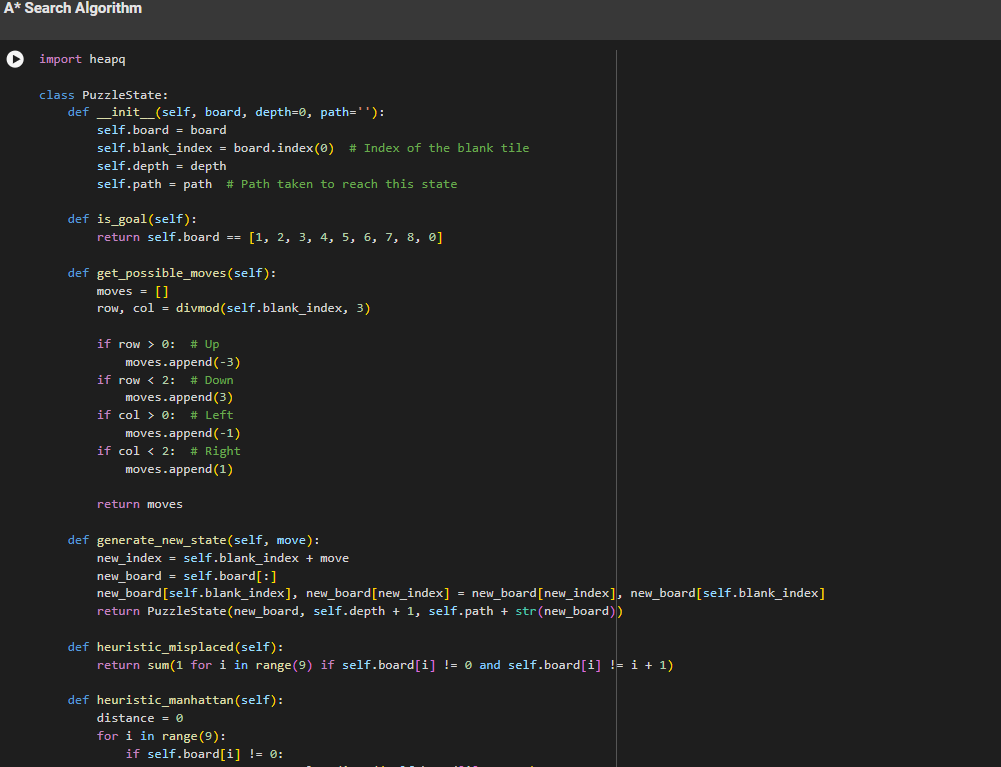 A* Search Algorithm
import heapq
class PuzzleState:
    def __init__(self, board, depth=0, path=''):
        self.board = board
        self.blank_index = board.index(0)  # Index of the blank tile
        self.depth = depth
        self.path = path  # Path taken to reach this state
    def is_goal(self):
        return self.board == [1, 2, 3, 4, 5, 6, 7, 8, 0]
    def get_possible_moves(self):
        moves = []
        row, col = divmod(self.blank_index, 3)
        if row > 0:  # Up
            moves.append(-3)
        if row < 2:  # Down
            moves.append(3)
        if col > 0:  # Left
            moves.append(-1)
        if col < 2:  # Right
            moves.append(1)
        return moves
    def generate_new_state(self, move):
        new_index = self.blank_index + move
        new_board = self.board[:]
        new_board[self.blank_index], new_board[new_index] = new_board[new_index], new_board[self.blank_index]
        return PuzzleState(new_board, self.depth + 1, self.path + str(new_board))
    def heuristic_misplaced(self):
        return sum(1 for i in range(9) if self.board[i] != 0 and self.board[i] != i + 1)
    def heuristic_manhattan(self):
        distance = 0
        for i in range(9):
            if self.board[i] != 0: